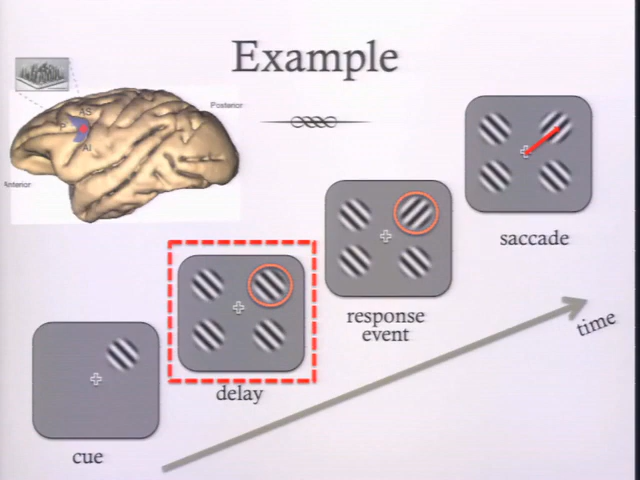 Example
AS
Posterior
P
AI
Anterior
saccade
response
event
time
delay
cue